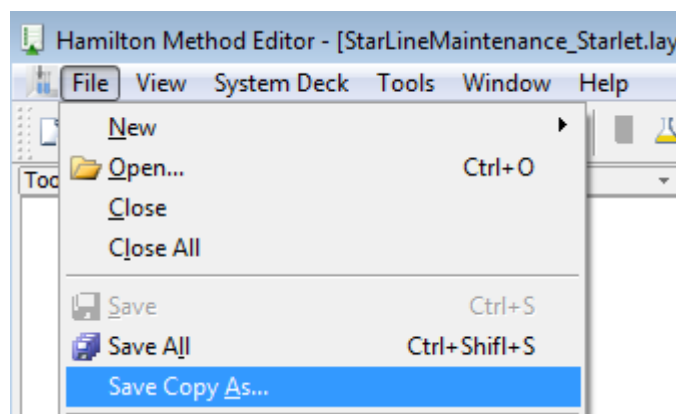 Hamilton Method Editor - [StarLineMaintenance_Starlet.lay
File View System Deck Tools Window Help
New
Open... Ctrl+O
Too
Close
Close All
Save Ctrl+S
Save All Ctrl+Shifl+S
Save Copy As...